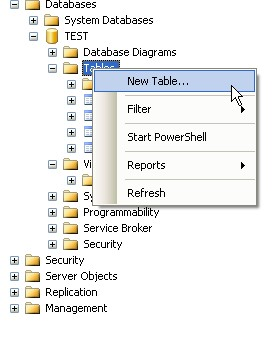 Databases
System Databases
TEST
Database Diagrams
Tables
New Table...
Filter
Start PowerShell
Reports
Refresh
Vi
Sy
Programmability
Service Broker
Security
Security
Server Objects
Replication
Management